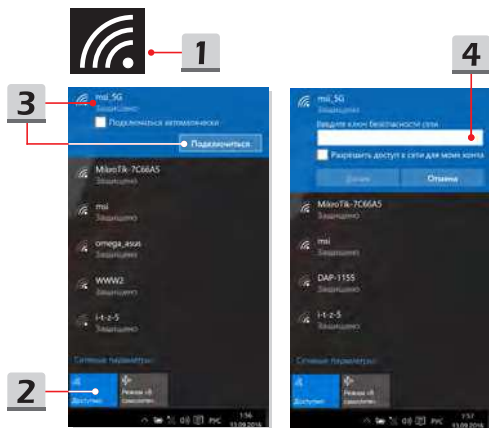 1
3
msi_5G
Защищено
Подключаться автоматически
Подключиться
MikroTik-7C66A5
Защищено
msi
Защищено
omega_asus
Защищено
WWW2
Защищено
i-t-z-5
Защищено
Сетевые параметры
2
Доступно
Режим «В самолете»
РУС
1:56
13.09.2016
4
msi_5G
Защищено
Введите ключ безопасности сети
Разрешить доступ к сети для моих конта
Далее
Отмена
MikroTik-7C66A5
Защищено
msi
Защищено
DAP-1155
Защищено
i-t-z-5
Защищено
Сетевые параметры
Доступно
Режим «В самолете»
РУС
1:57
13.09.2016